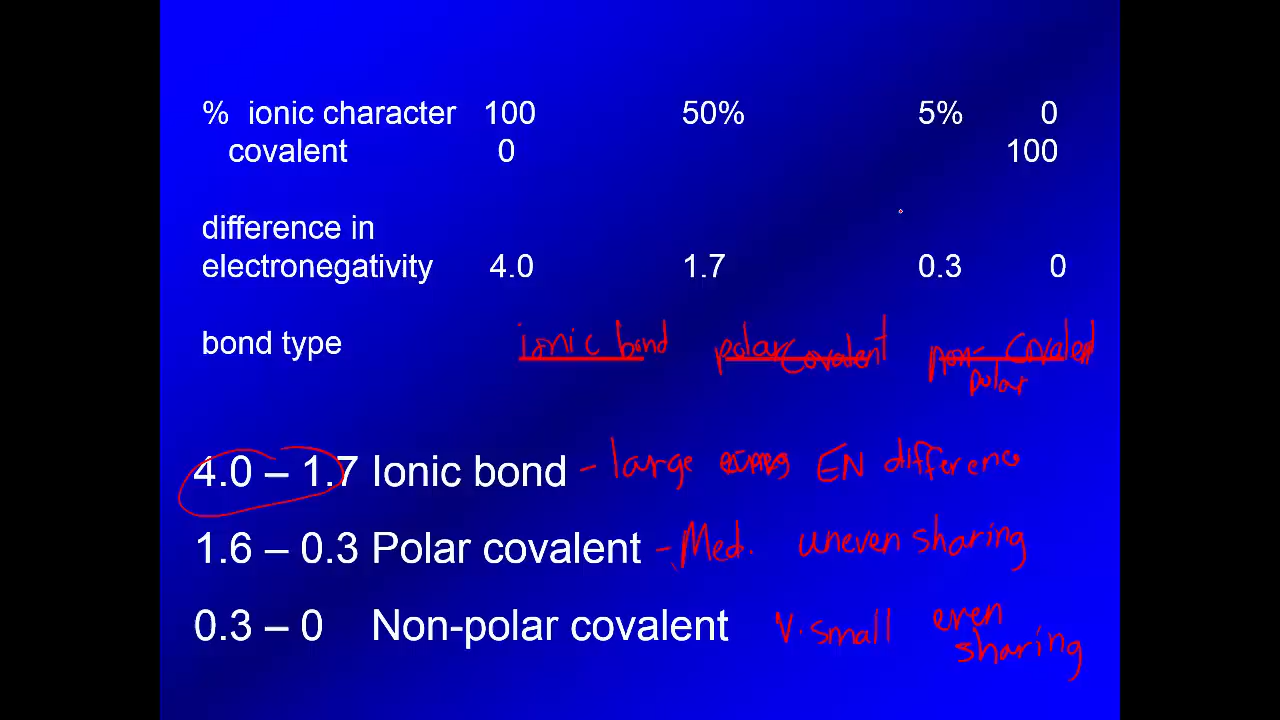 % ionic character 100 50% 5% 0
covalent 0 100
difference in
electronegativity 4.0 1.7 0.3 0
bond type ionic bond polar covalent non- covalent
polar
4.0 – 1.7 Ionic bond - large EN difference
1.6 – 0.3 Polar covalent - Med. uneven sharing
0.3 – 0 Non-polar covalent V. small even
sharing